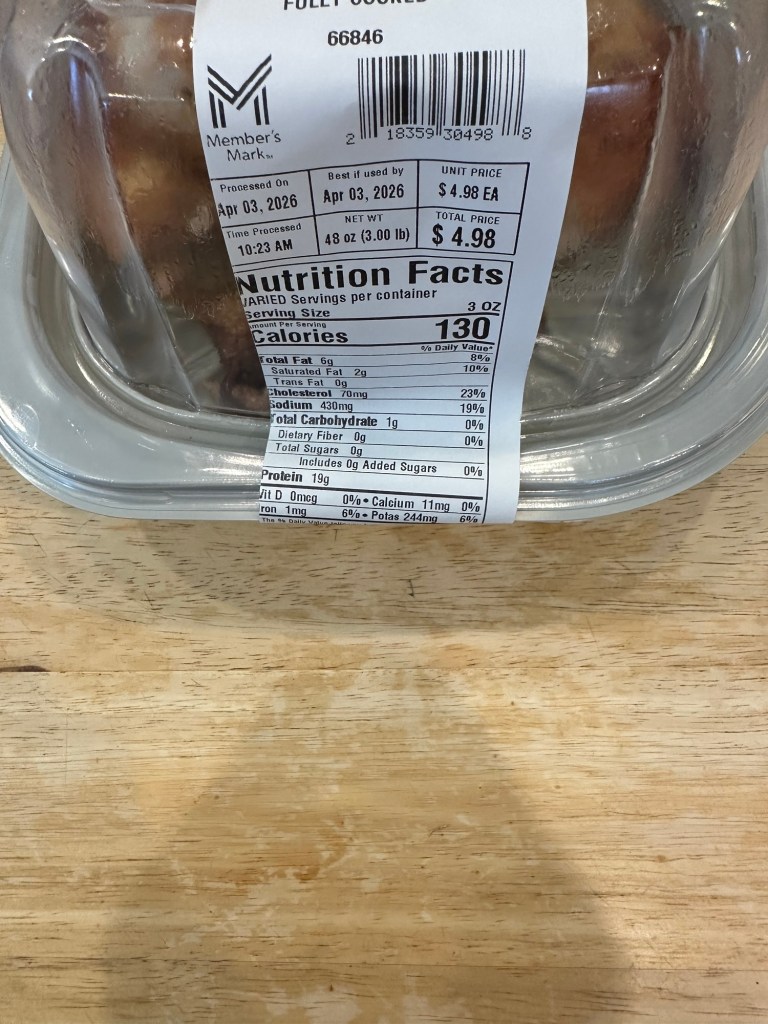 FULLY COOKED
66846
Member's
Mark
2 18359 30498 8
Processed On
Apr 03, 2026
Best if used by
Apr 03, 2026
UNIT PRICE
$ 4.98 EA
Time Processed
10:23 AM
NET WT
48 oz (3.00 lb)
TOTAL PRICE
$ 4.98
Nutrition Facts
VARIED Servings per container
Serving Size 3 OZ
Amount Per Serving
Calories 130
% Daily Value*
Total Fat 6g 8%
Saturated Fat 2g 10%
Trans Fat 0g
Cholesterol 70mg 23%
Sodium 430mg 19%
Total Carbohydrate 1g 0%
Dietary Fiber 0g 0%
Total Sugars 0g
Includes 0g Added Sugars 0%
Protein 19g
Vit D 0mcg 0% • Calcium 11mg 0%
Iron 1mg 6% • Potas 244mg 6%
The % Daily Value